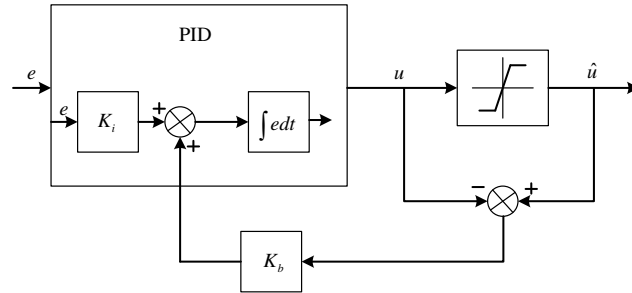 PID
e
u
û
e
K_i
+
+
∫edt
−
+
K_b